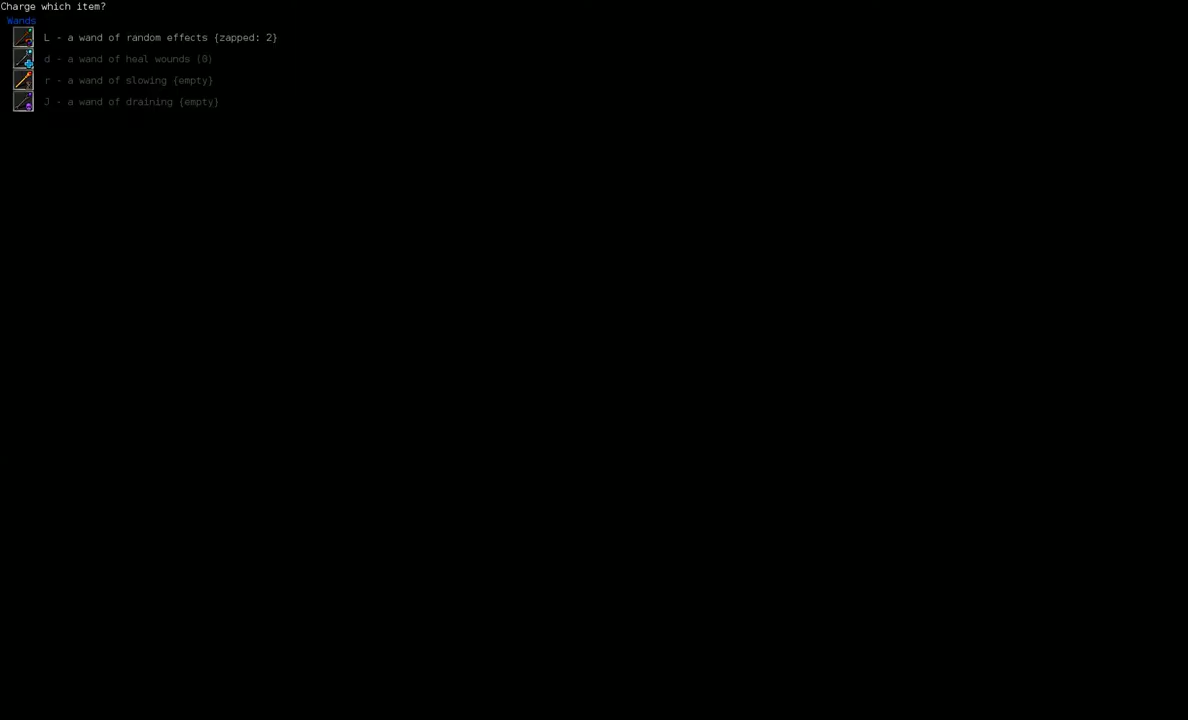 Charge which item?
Wands
L - a wand of random effects {zapped: 2}
d - a wand of heal wounds (0)
r - a wand of slowing {empty}
J - a wand of draining {empty}